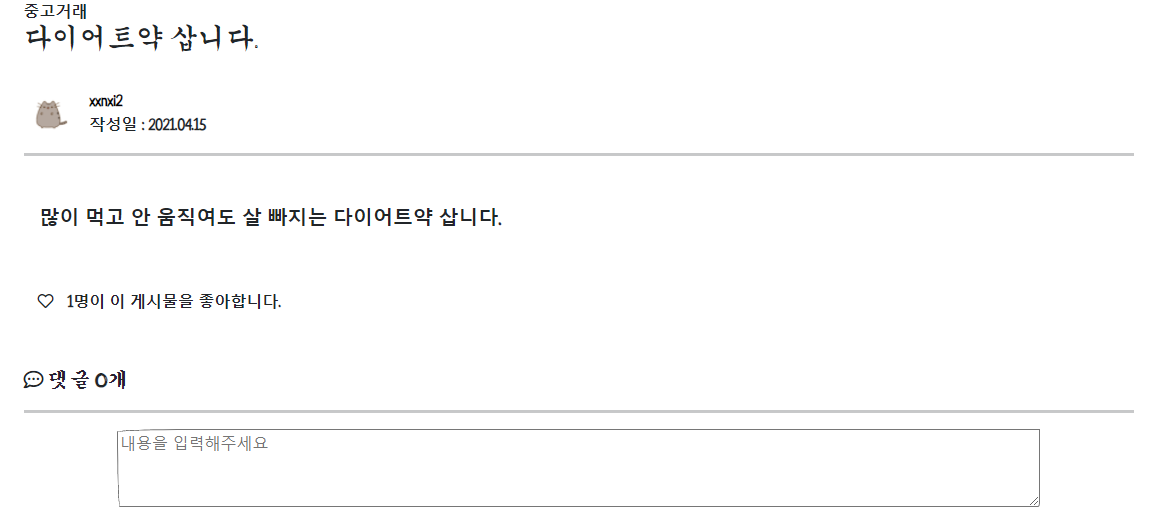 중고거래
다이어트약 삽니다.
xxnxi2
작성일 : 2021.04.15
많이 먹고 안 움직여도 살 빠지는 다이어트약 삽니다.
1명이 이 게시물을 좋아합니다.
댓글 0개
내용을 입력해주세요